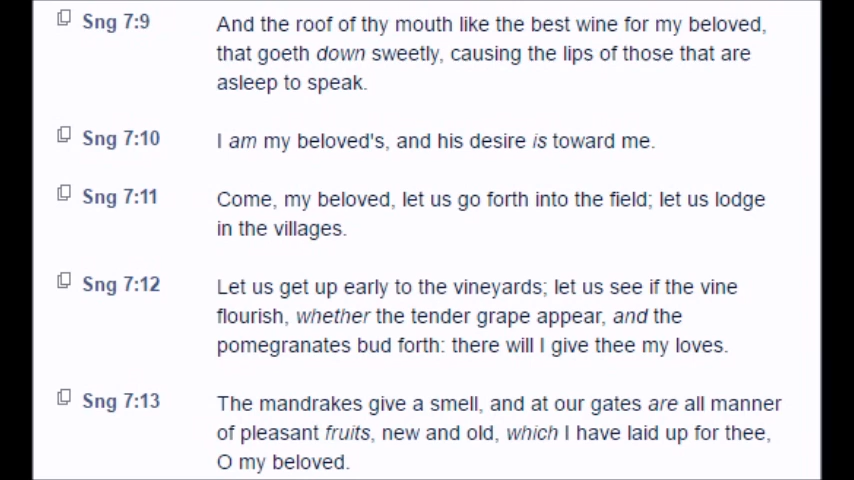 Sng 7:9 And the roof of thy mouth like the best wine for my beloved,
that goeth down sweetly, causing the lips of those that are
asleep to speak.
Sng 7:10 I am my beloved's, and his desire is toward me.
Sng 7:11 Come, my beloved, let us go forth into the field; let us lodge
in the villages.
Sng 7:12 Let us get up early to the vineyards; let us see if the vine
flourish, whether the tender grape appear, and the
pomegranates bud forth: there will I give thee my loves.
Sng 7:13 The mandrakes give a smell, and at our gates are all manner
of pleasant fruits, new and old, which I have laid up for thee,
O my beloved.